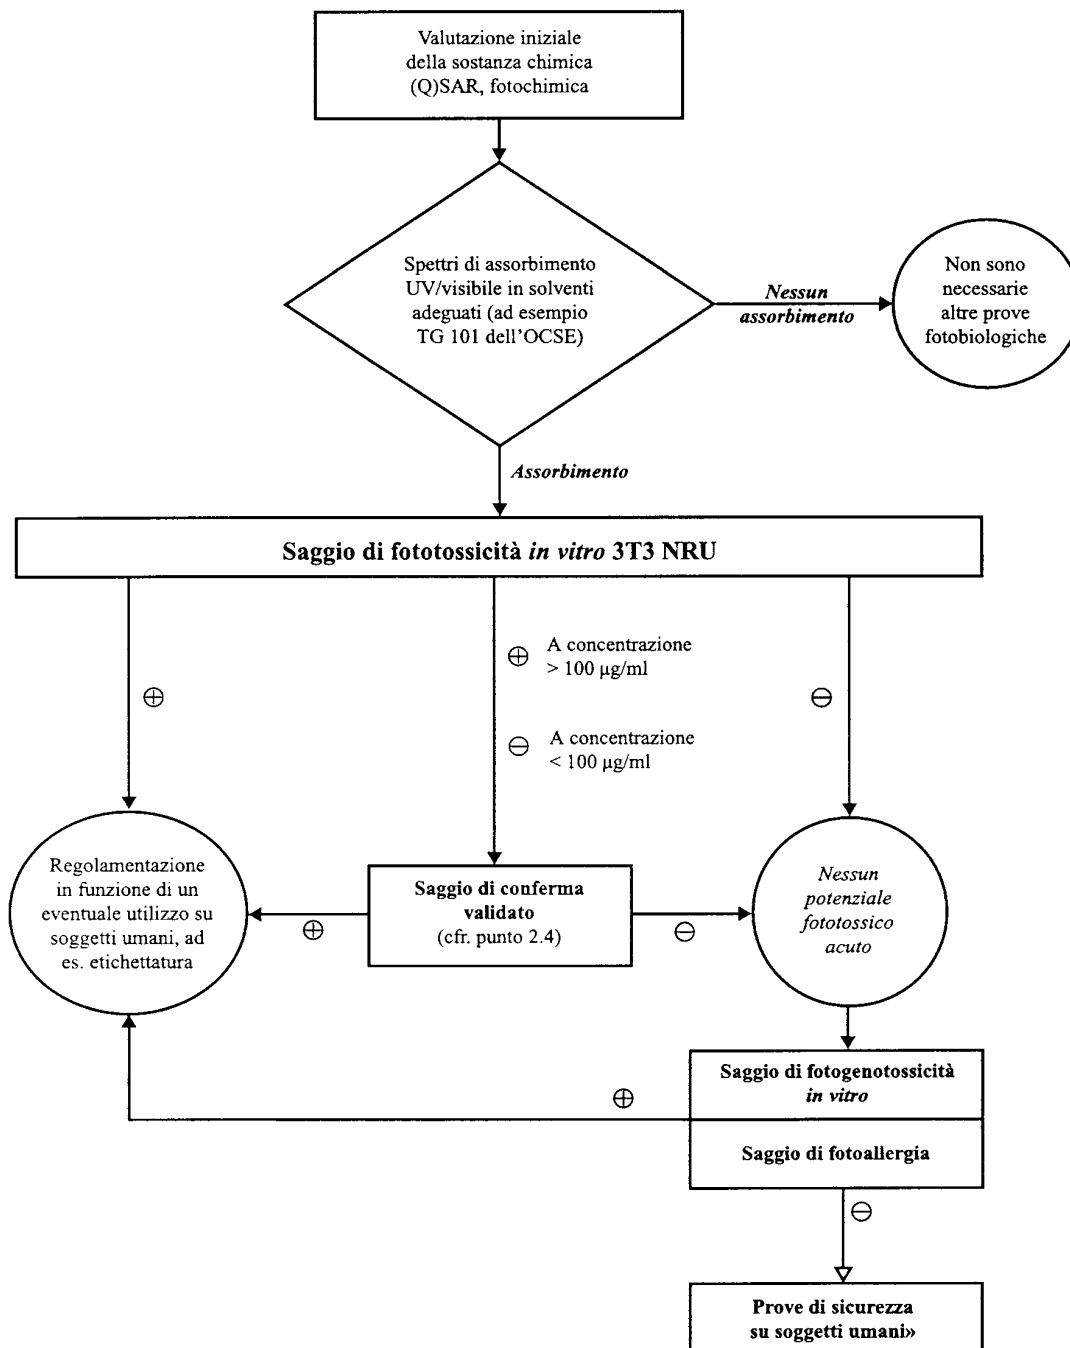 Valutazione iniziale
della sostanza chimica
(Q)SAR, fotochimica
Spettri di assorbimento
UV/visibile in solventi
adeguati (ad esempio
TG 101 dell'OCSE)
Nessun
assorbimento
Non sono
necessarie
altre prove
fotobiologiche
Assorbimento
Saggio di fototossicità in vitro 3T3 NRU
⊕ A concentrazione
> 100 µg/ml
⊕
⊖
⊖ A concentrazione
< 100 µg/ml
Regolamentazione
in funzione di un
eventuale utilizzo su
soggetti umani, ad
es. etichettatura
⊕
Saggio di conferma
validato
(cfr. punto 2.4)
⊖
Nessun
potenziale
fototossico
acuto
Saggio di fotogenotossicità
in vitro
⊕
Saggio di fotoallergia
⊖
Prove di sicurezza
su soggetti umani»